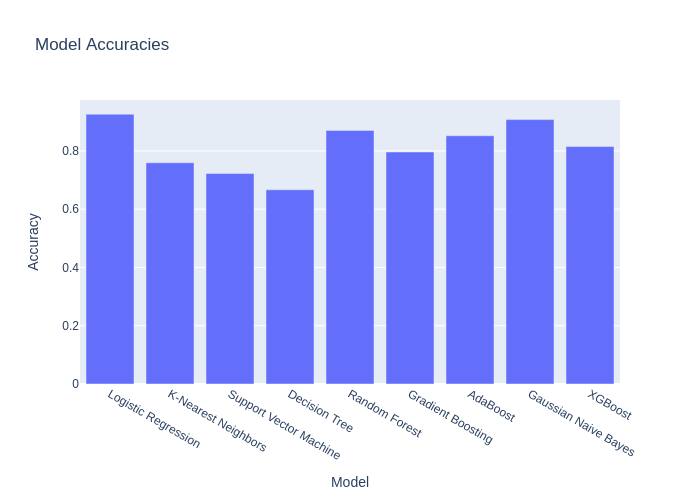 Model Accuracies
Accuracy
0.8
0.6
0.4
0.2
0
Logistic Regression
K-Nearest Neighbors
Support Vector Machine
Decision Tree
Random Forest
Gradient Boosting
AdaBoost
Gaussian Naive Bayes
XGBoost
Model